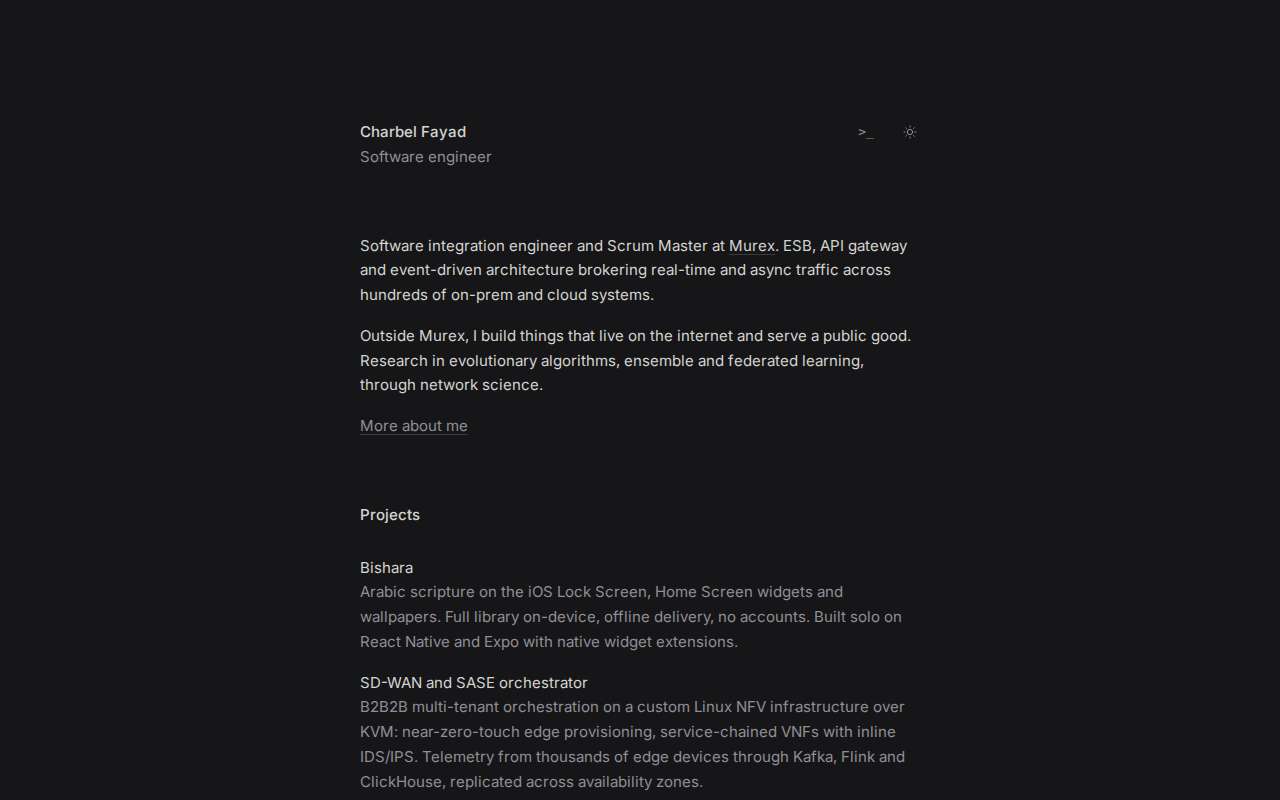 Charbel Fayad
>_
Software engineer
Software integration engineer and Scrum Master at Murex. ESB, API gateway
and event-driven architecture brokering real-time and async traffic across
hundreds of on-prem and cloud systems.
Outside Murex, I build things that live on the internet and serve a public good.
Research in evolutionary algorithms, ensemble and federated learning,
through network science.
More about me
Projects
Bishara
Arabic scripture on the iOS Lock Screen, Home Screen widgets and
wallpapers. Full library on-device, offline delivery, no accounts. Built solo on
React Native and Expo with native widget extensions.
SD-WAN and SASE orchestrator
B2B2B multi-tenant orchestration on a custom Linux NFV infrastructure over
KVM: near-zero-touch edge provisioning, service-chained VNFs with inline
IDS/IPS. Telemetry from thousands of edge devices through Kafka, Flink and
ClickHouse, replicated across availability zones.